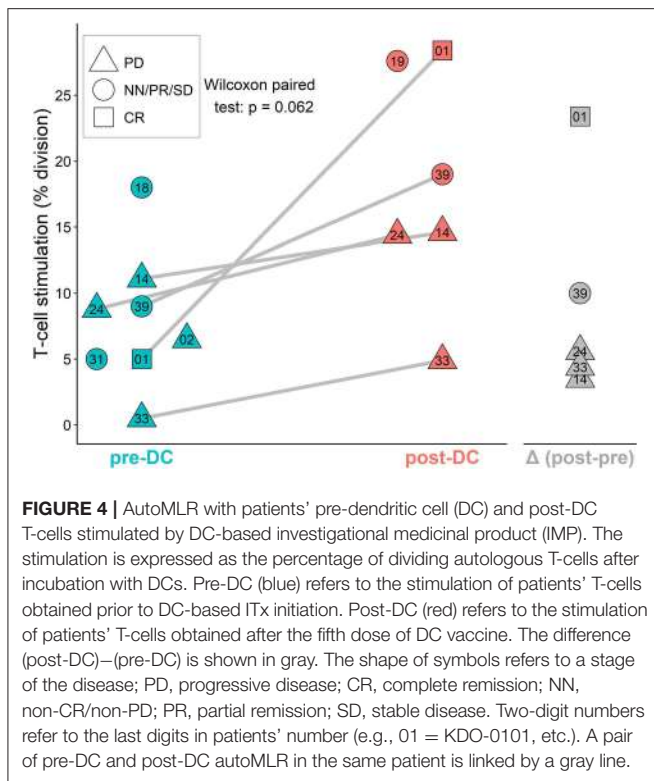 PD
NN/PR/SD
CR
Wilcoxon paired
test: p = 0.062
T-cell stimulation (% division)
25
20
15
10
5
0
19
01
18
39
24
14
14
24
39
02
31
01
33
33
01
39
24
33
14
pre-DC
post-DC
Δ (post-pre)
FIGURE 4 | AutoMLR with patients’ pre-dendritic cell (DC) and post-DC
T-cells stimulated by DC-based investigational medicinal product (IMP). The
stimulation is expressed as the percentage of dividing autologous T-cells after
incubation with DCs. Pre-DC (blue) refers to the stimulation of patients’ T-cells
obtained prior to DC-based ITx initiation. Post-DC (red) refers to the stimulation
of patients’ T-cells obtained after the fifth dose of DC vaccine. The difference
(post-DC)−(pre-DC) is shown in gray. The shape of symbols refers to a stage
of the disease; PD, progressive disease; CR, complete remission; NN,
non-CR/non-PD; PR, partial remission; SD, stable disease. Two-digit numbers
refer to the last digits in patients’ number (e.g., 01 = KDO-0101, etc.). A pair
of pre-DC and post-DC autoMLR in the same patient is linked by a gray line.